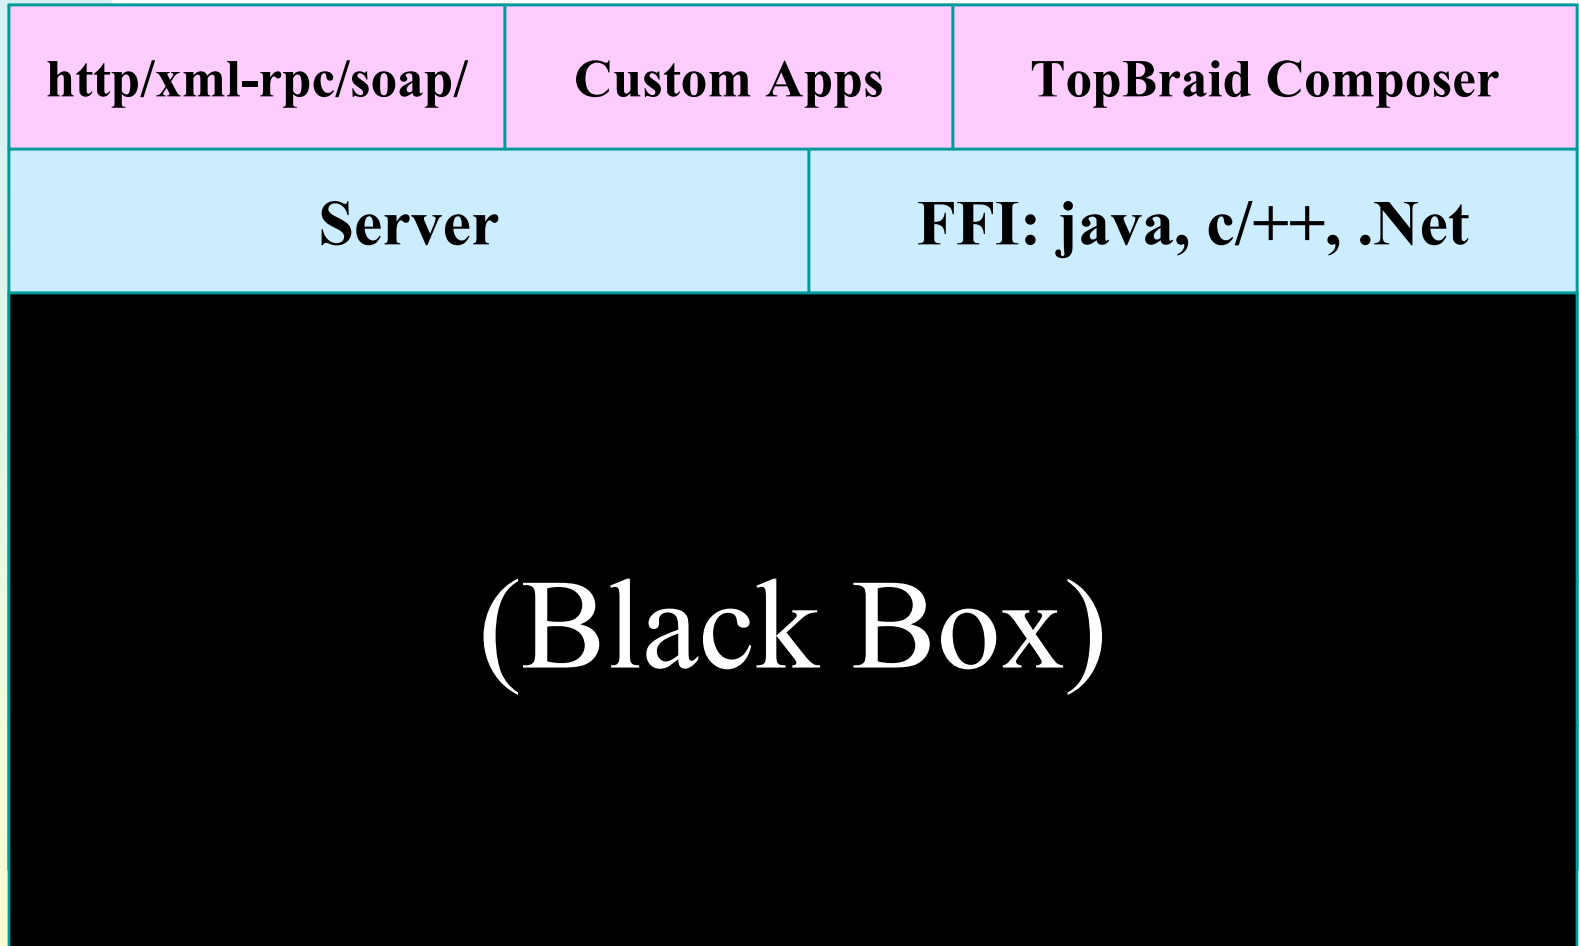 http/xml-rpc/soap/
Custom Apps
TopBraid Composer
Server
FFI: java, c/++, .Net
(Black Box)